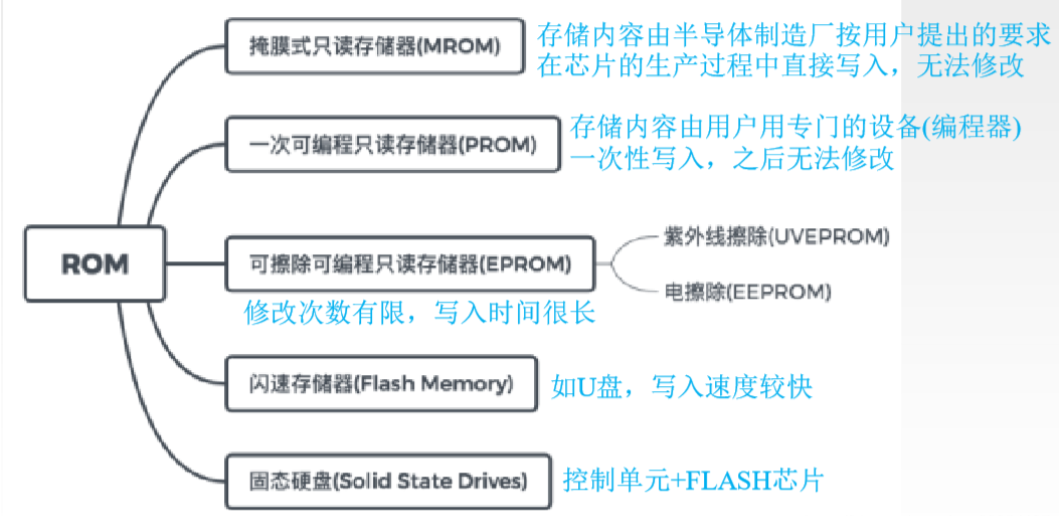 掩膜式只读存储器(MROM)
存储内容由半导体制造厂按用户提出的要求
在芯片的生产过程中直接写入，无法修改
一次可编程只读存储器(PROM)
存储内容由用户用专门的设备(编程器)
一次性写入，之后无法修改
ROM
可擦除可编程只读存储器(EPROM)
紫外线擦除(UVEPROM)
电擦除(EEPROM)
修改次数有限，写入时间很长
闪速存储器(Flash Memory)
如U盘，写入速度较快
固态硬盘(Solid State Drives)
控制单元+FLASH芯片